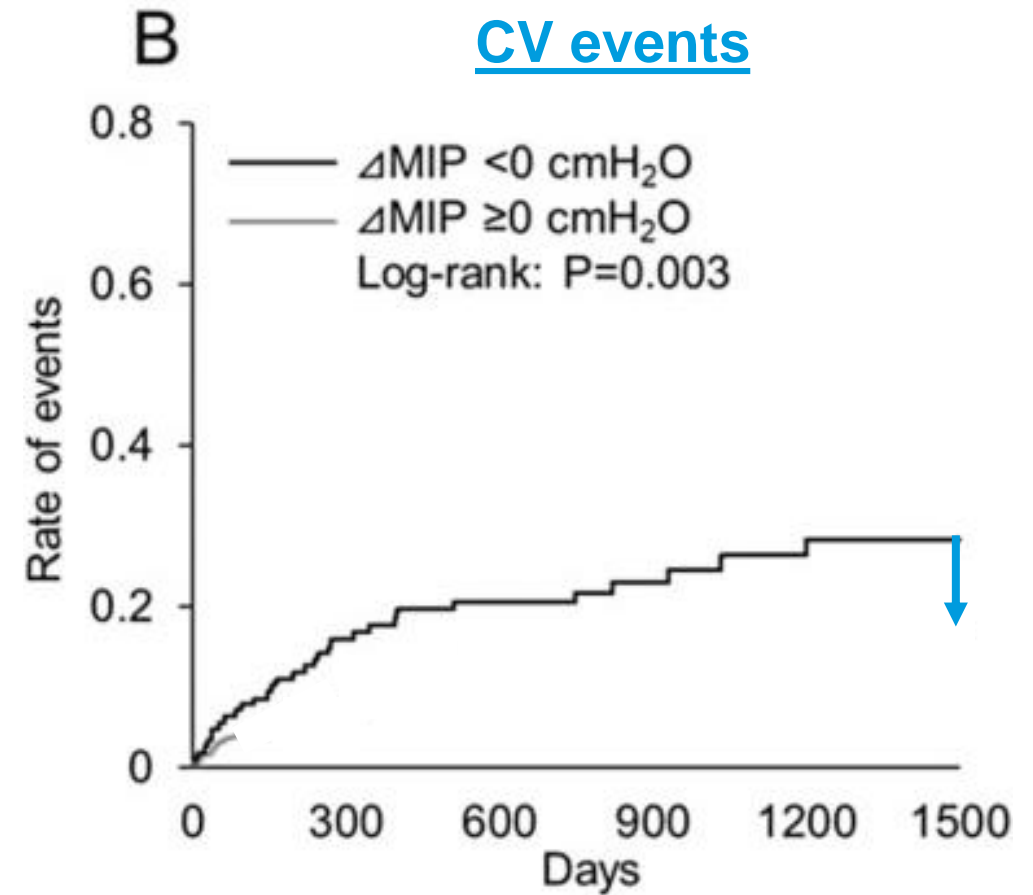 B
CV events
⊿MIP <0 cmH₂O
⊿MIP ≥0 cmH₂O
Log-rank: P=0.003
Rate of events
0.8
0.6
0.4
0.2
0
0 300 600 900 1200 1500
Days